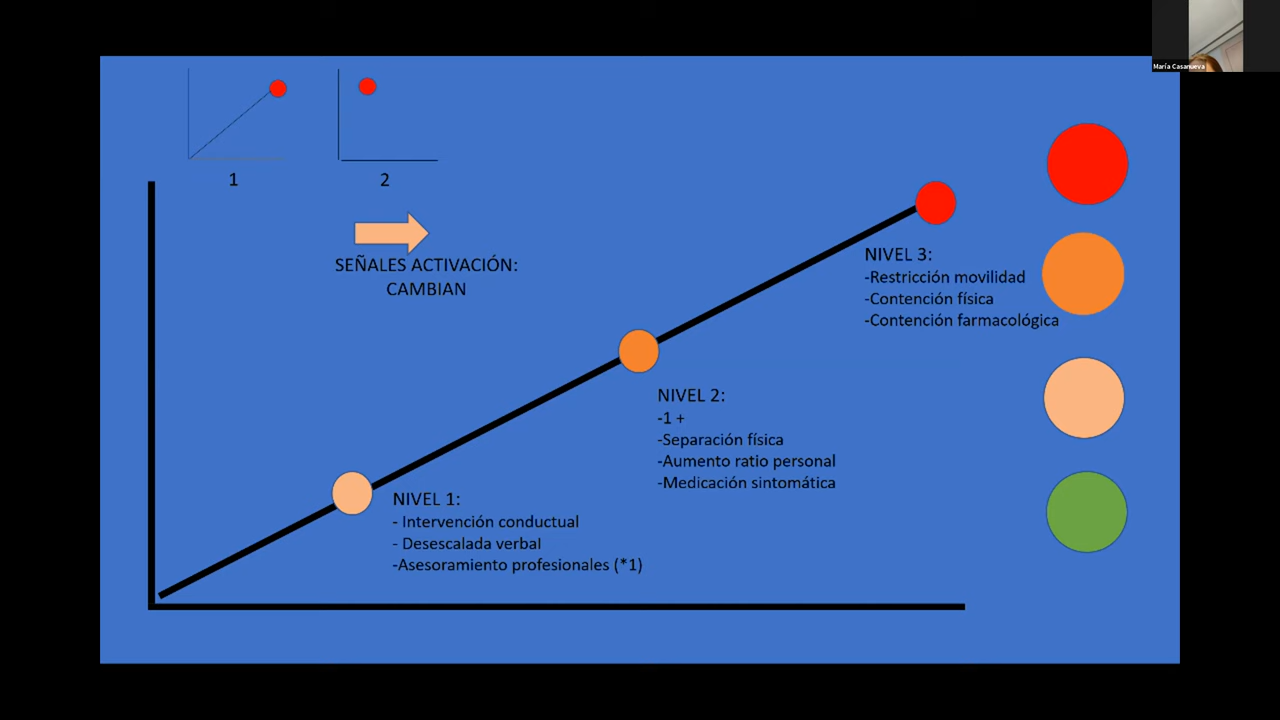 María Casanueva
1
2
SEÑALES ACTIVACIÓN:
CAMBIAN
NIVEL 3:
-Restricción movilidad
-Contención física
-Contención farmacológica
NIVEL 2:
-1 +
-Separación física
-Aumento ratio personal
-Medicación sintomática
NIVEL 1:
- Intervención conductual
- Desescalada verbal
-Asesoramiento profesionales (*1)